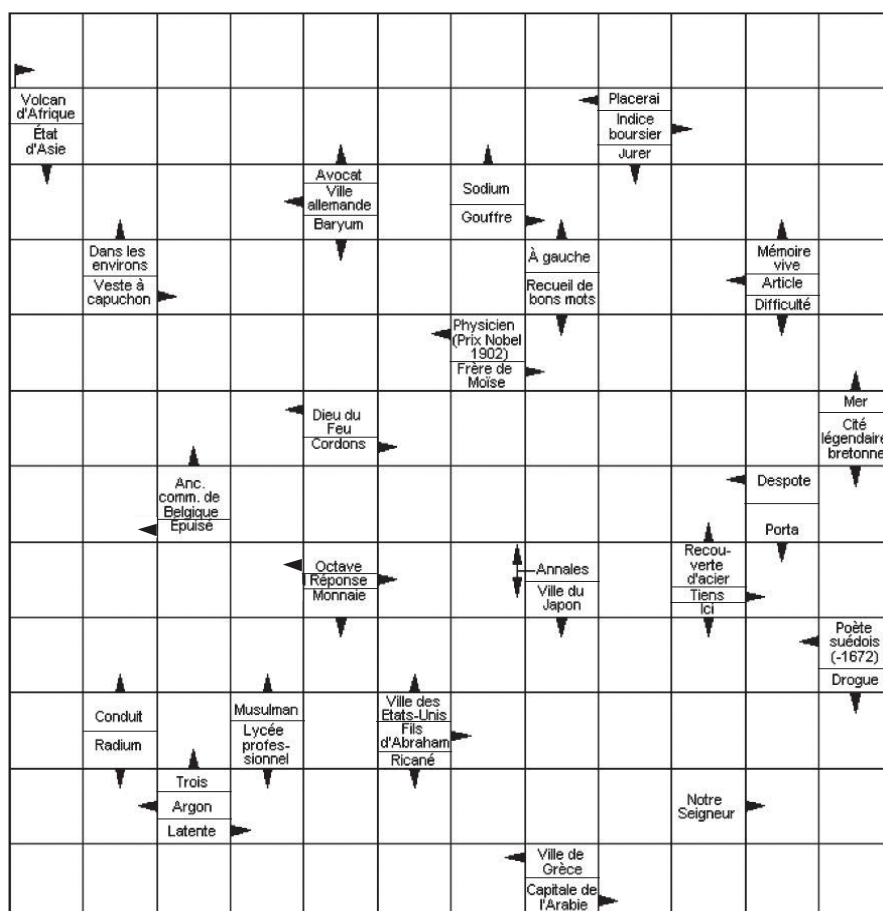 Volcan
d'Afrique
État
d'Asie
Placerai
Indice
boursier
Jurer
Avocat
Ville
allemande
Baryum
Sodium
Gouffre
Dans les
environs
Veste à
capuchon
À gauche
Recueil de
bons mots
Mémoire
vive
Article
Difficulté
Physicien
(Prix Nobel
1902)
Frère de
Moïse
Dieu du
Feu
Cordons
Mer
Cité
légendaire
bretonne
Anc.
comm. de
Belgique
Épuisé
Despote
Porta
Octave
Réponse
Monnaie
Annales
Ville du
Japon
Recou-
verte
d'acier
Tiens
Ici
Poète
suédois
(-1672)
Drogue
Conduit
Radium
Musulman
Lycée
profes-
sionnel
Ville des
Etats-Unis
Fils
d'Abraham
Ricané
Trois
Argon
Latente
Notre
Seigneur
Ville de
Grèce
Capitale de
l'Arabie